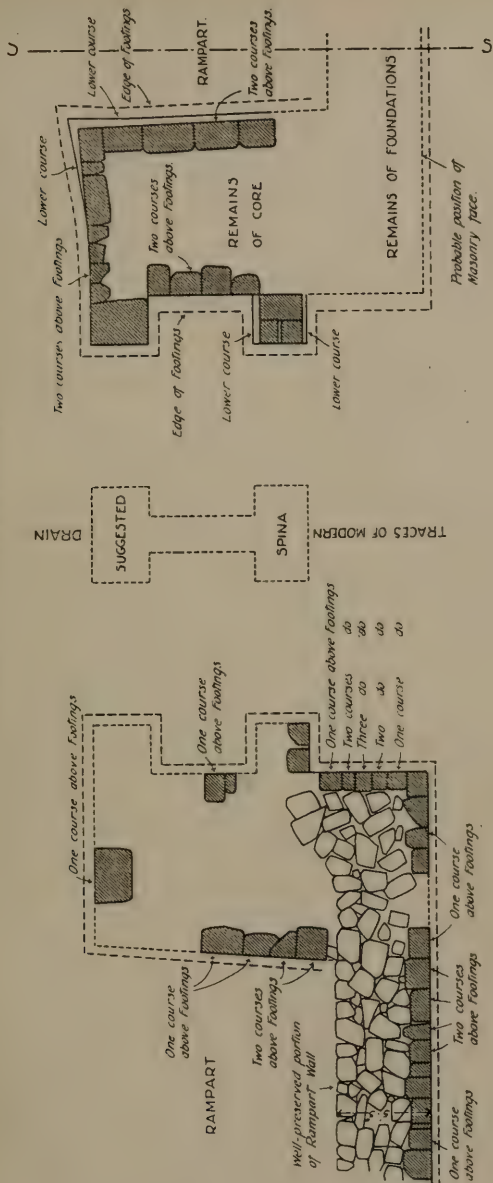 S
S
RAMPART.
Lower course
Edge of Footings
Two courses
above Footings.
Lower course
Two courses above Footings
Two courses
above Footings.
REMAINS
OF CORE
REMAINS OF FOUNDATIONS
Probable position of
Masonry face.
Edge of Footings
Lower course
Lower course
DRAIN
SUGGESTED
SPINA
TRACES OF MODERN
One course above Footings
One course
above Footings
One course above Footings
Two courses do
Three do do
Two do do
One course do
One course
above Footings
Two courses
above Footings
RAMPART
Well-preserved portion
of Rampart Wall
One course
above Footings
Two courses
above Footings
One course
above Footings